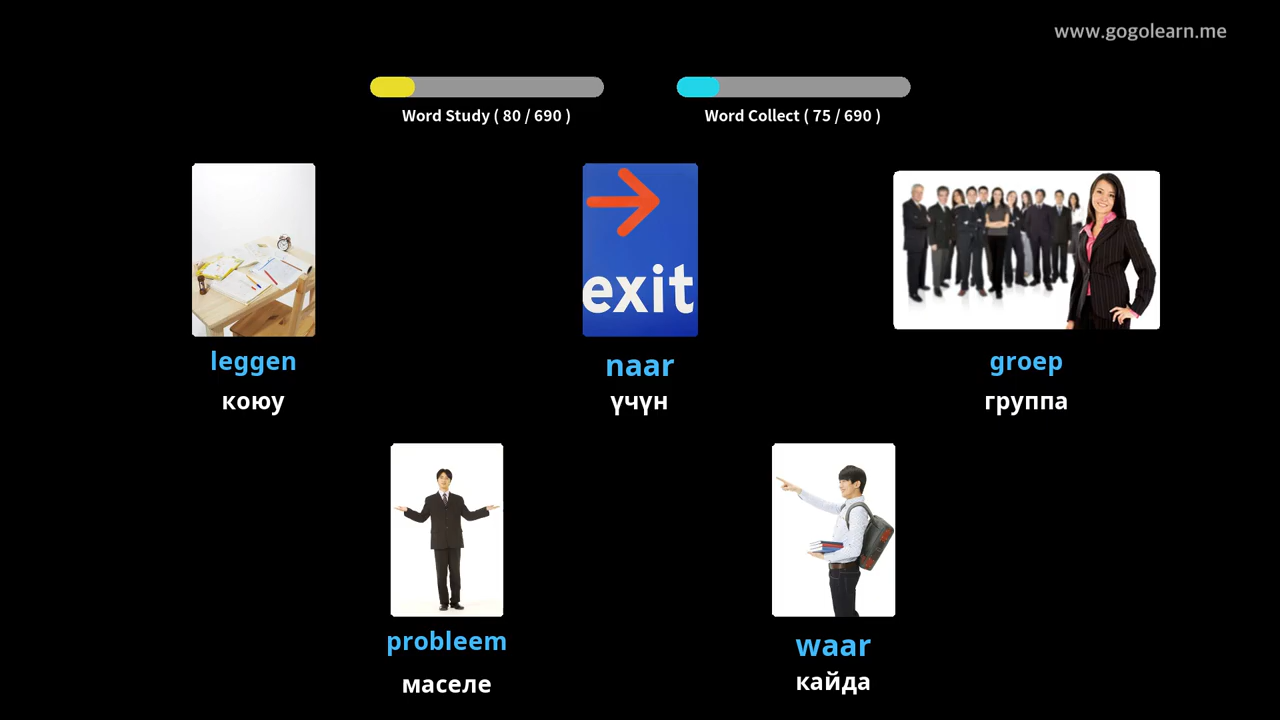 www.gogolearn.me
Word Study ( 80 / 690 )
Word Collect ( 75 / 690 )
exit
leggen
коюу
naar
үчүн
groep
группа
probleem
маселе
waar
кайда